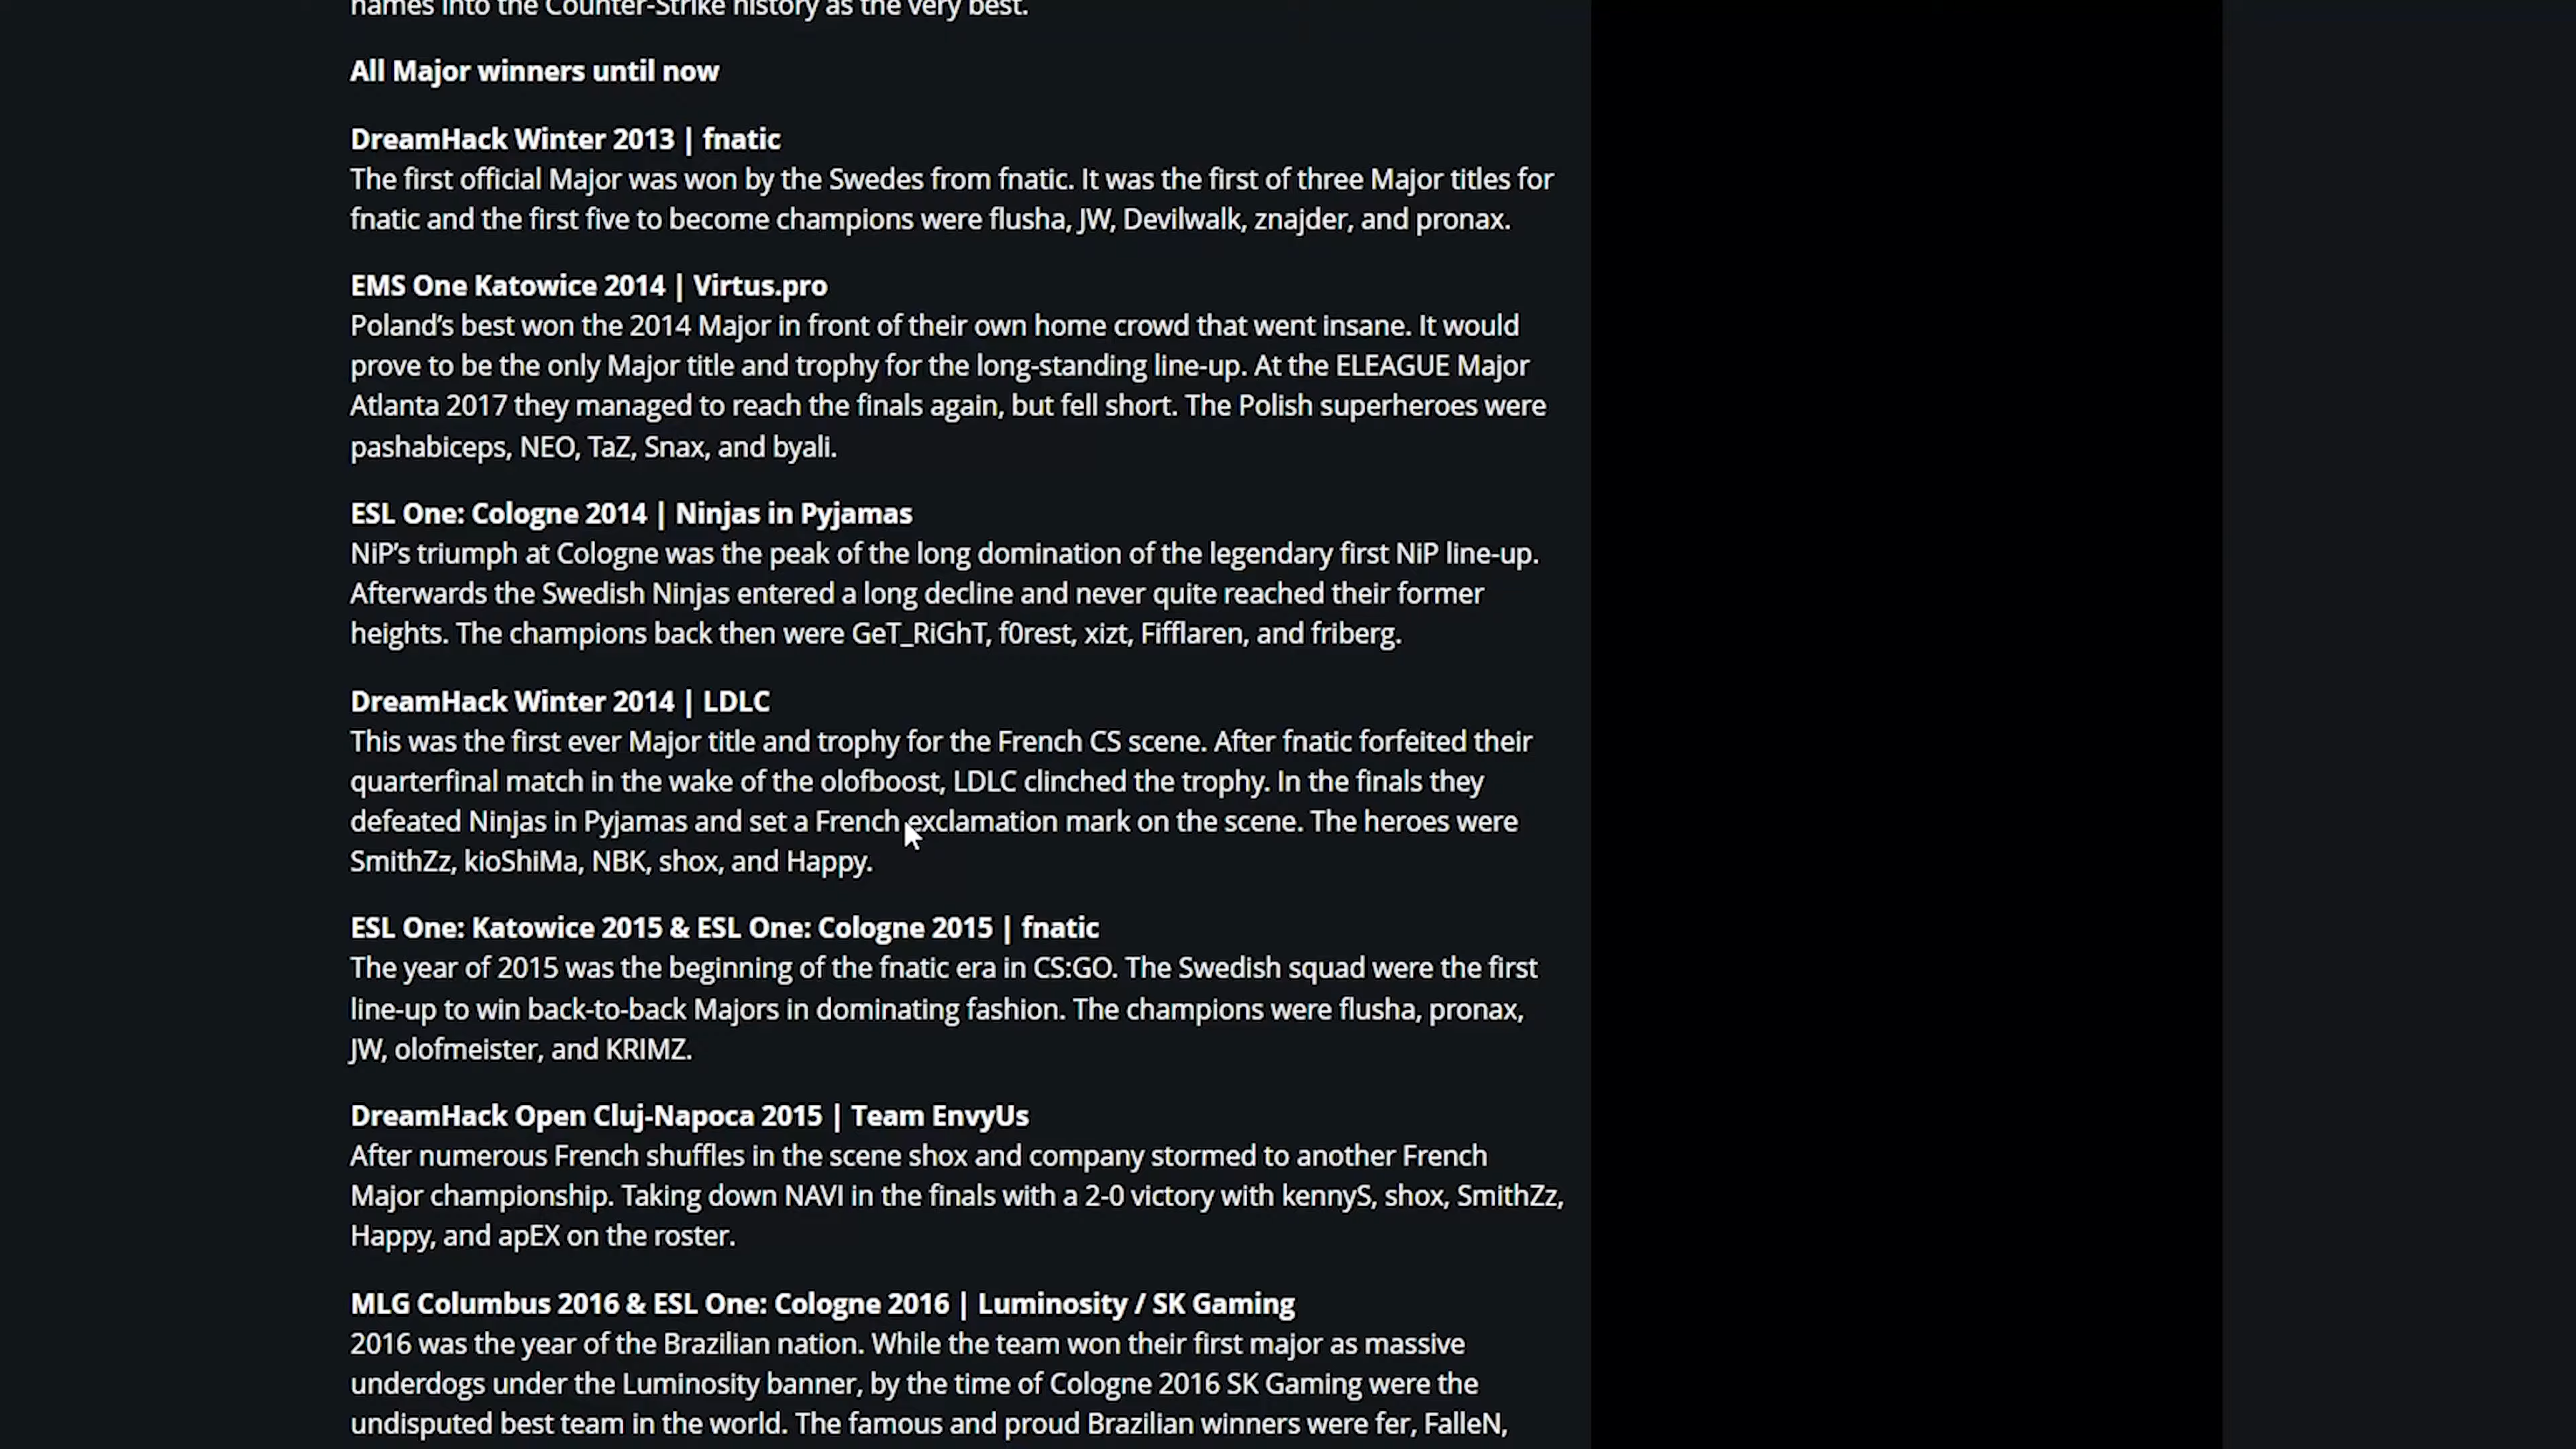 names into the Counter-Strike history as the very best.
All Major winners until now
DreamHack Winter 2013 | fnatic
The first official Major was won by the Swedes from fnatic. It was the first of three Major titles for
fnatic and the first five to become champions were flusha, JW, Devilwalk, znajder, and pronax.
EMS One Katowice 2014 | Virtus.pro
Poland’s best won the 2014 Major in front of their own home crowd that went insane. It would
prove to be the only Major title and trophy for the long-standing line-up. At the ELEAGUE Major
Atlanta 2017 they managed to reach the finals again, but fell short. The Polish superheroes were
pashabiceps, NEO, TaZ, Snax, and byali.
ESL One: Cologne 2014 | Ninjas in Pyjamas
NiP’s triumph at Cologne was the peak of the long domination of the legendary first NiP line-up.
Afterwards the Swedish Ninjas entered a long decline and never quite reached their former
heights. The champions back then were GeT_RiGhT, f0rest, xizt, Fifflaren, and friberg.
DreamHack Winter 2014 | LDLC
This was the first ever Major title and trophy for the French CS scene. After fnatic forfeited their
quarterfinal match in the wake of the olofboost, LDLC clinched the trophy. In the finals they
defeated Ninjas in Pyjamas and set a French exclamation mark on the scene. The heroes were
SmithZz, kioShiMa, NBK, shox, and Happy.
ESL One: Katowice 2015 & ESL One: Cologne 2015 | fnatic
The year of 2015 was the beginning of the fnatic era in CS:GO. The Swedish squad were the first
line-up to win back-to-back Majors in dominating fashion. The champions were flusha, pronax,
JW, olofmeister, and KRIMZ.
DreamHack Open Cluj-Napoca 2015 | Team EnvyUs
After numerous French shuffles in the scene shox and company stormed to another French
Major championship. Taking down NAVI in the finals with a 2-0 victory with kennyS, shox, SmithZz,
Happy, and apEX on the roster.
MLG Columbus 2016 & ESL One: Cologne 2016 | Luminosity / SK Gaming
2016 was the year of the Brazilian nation. While the team won their first major as massive
underdogs under the Luminosity banner, by the time of Cologne 2016 SK Gaming were the
undisputed best team in the world. The famous and proud Brazilian winners were fer, FalleN,